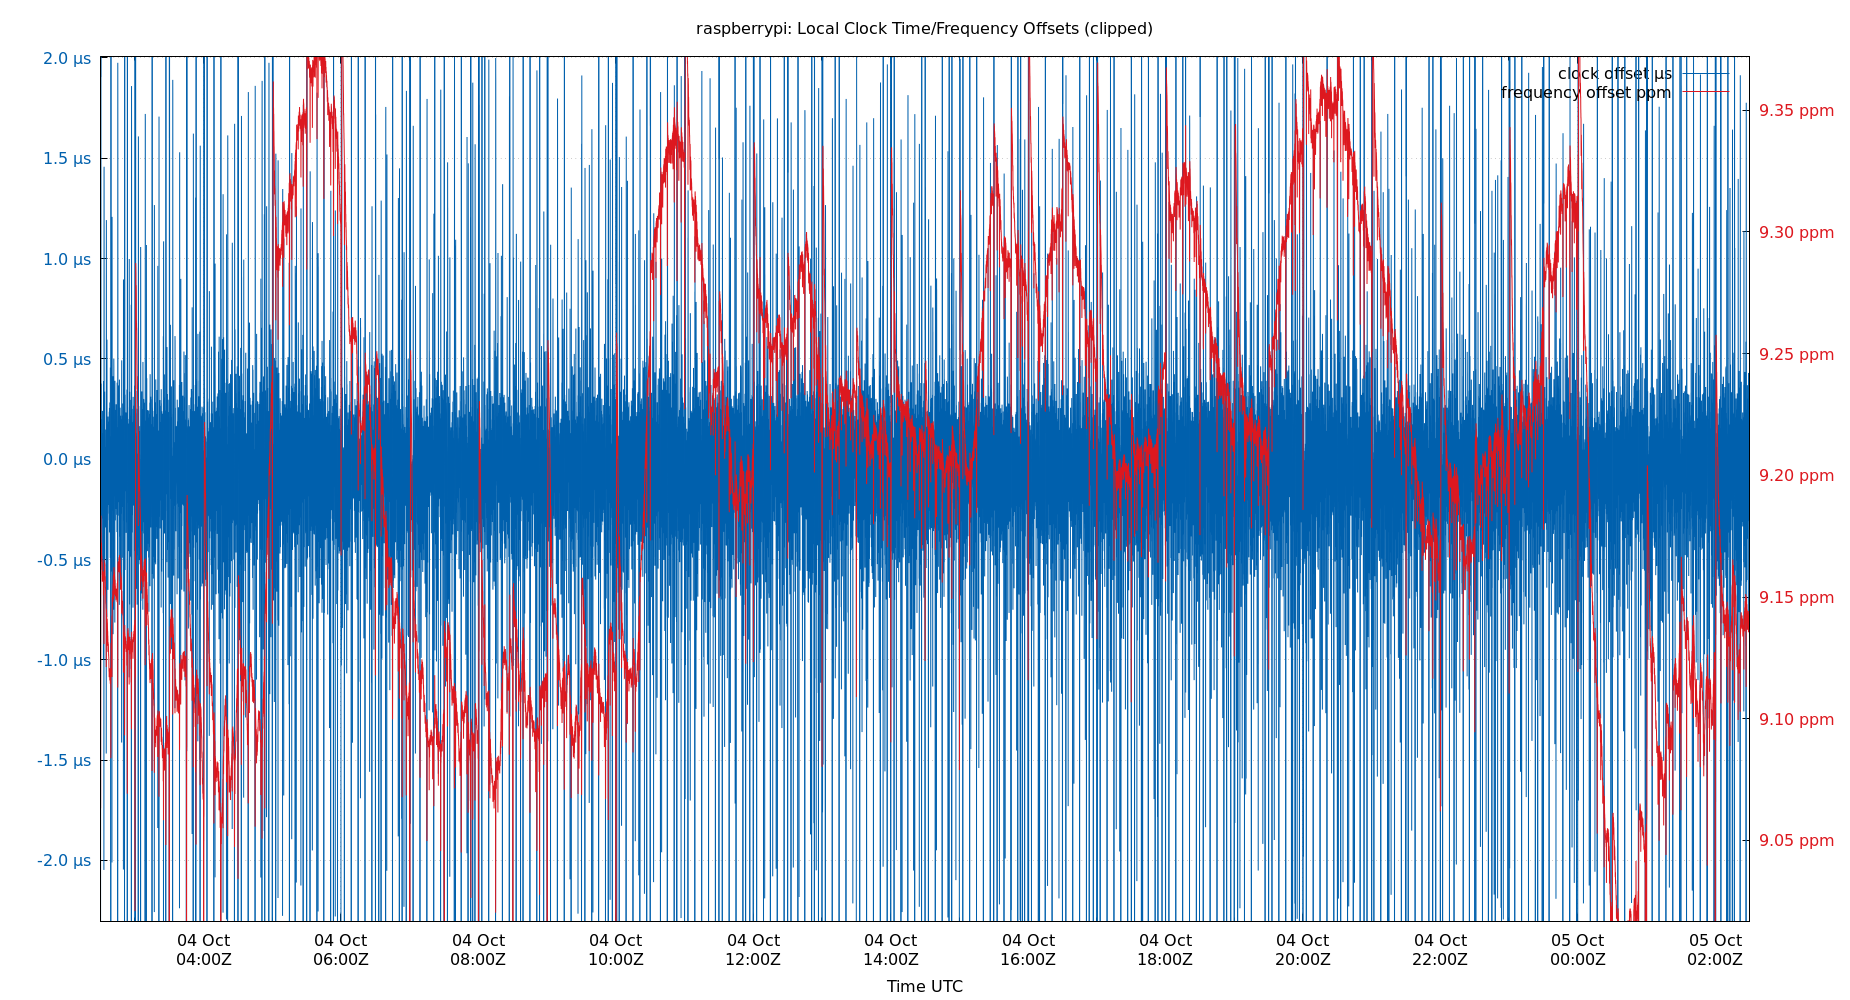 raspberrypi: Local Clock Time/Frequency Offsets (clipped)
clock offset µs
frequency offset ppm
2.0 µs
1.5 µs
1.0 µs
0.5 µs
0.0 µs
-0.5 µs
-1.0 µs
-1.5 µs
-2.0 µs
9.35 ppm
9.30 ppm
9.25 ppm
9.20 ppm
9.15 ppm
9.10 ppm
9.05 ppm
04 Oct 04 Oct 04 Oct 04 Oct 04 Oct 04 Oct 04 Oct 04 Oct 04 Oct 04 Oct 05 Oct 05 Oct
04:00Z 06:00Z 08:00Z 10:00Z 12:00Z 14:00Z 16:00Z 18:00Z 20:00Z 22:00Z 00:00Z 02:00Z
Time UTC